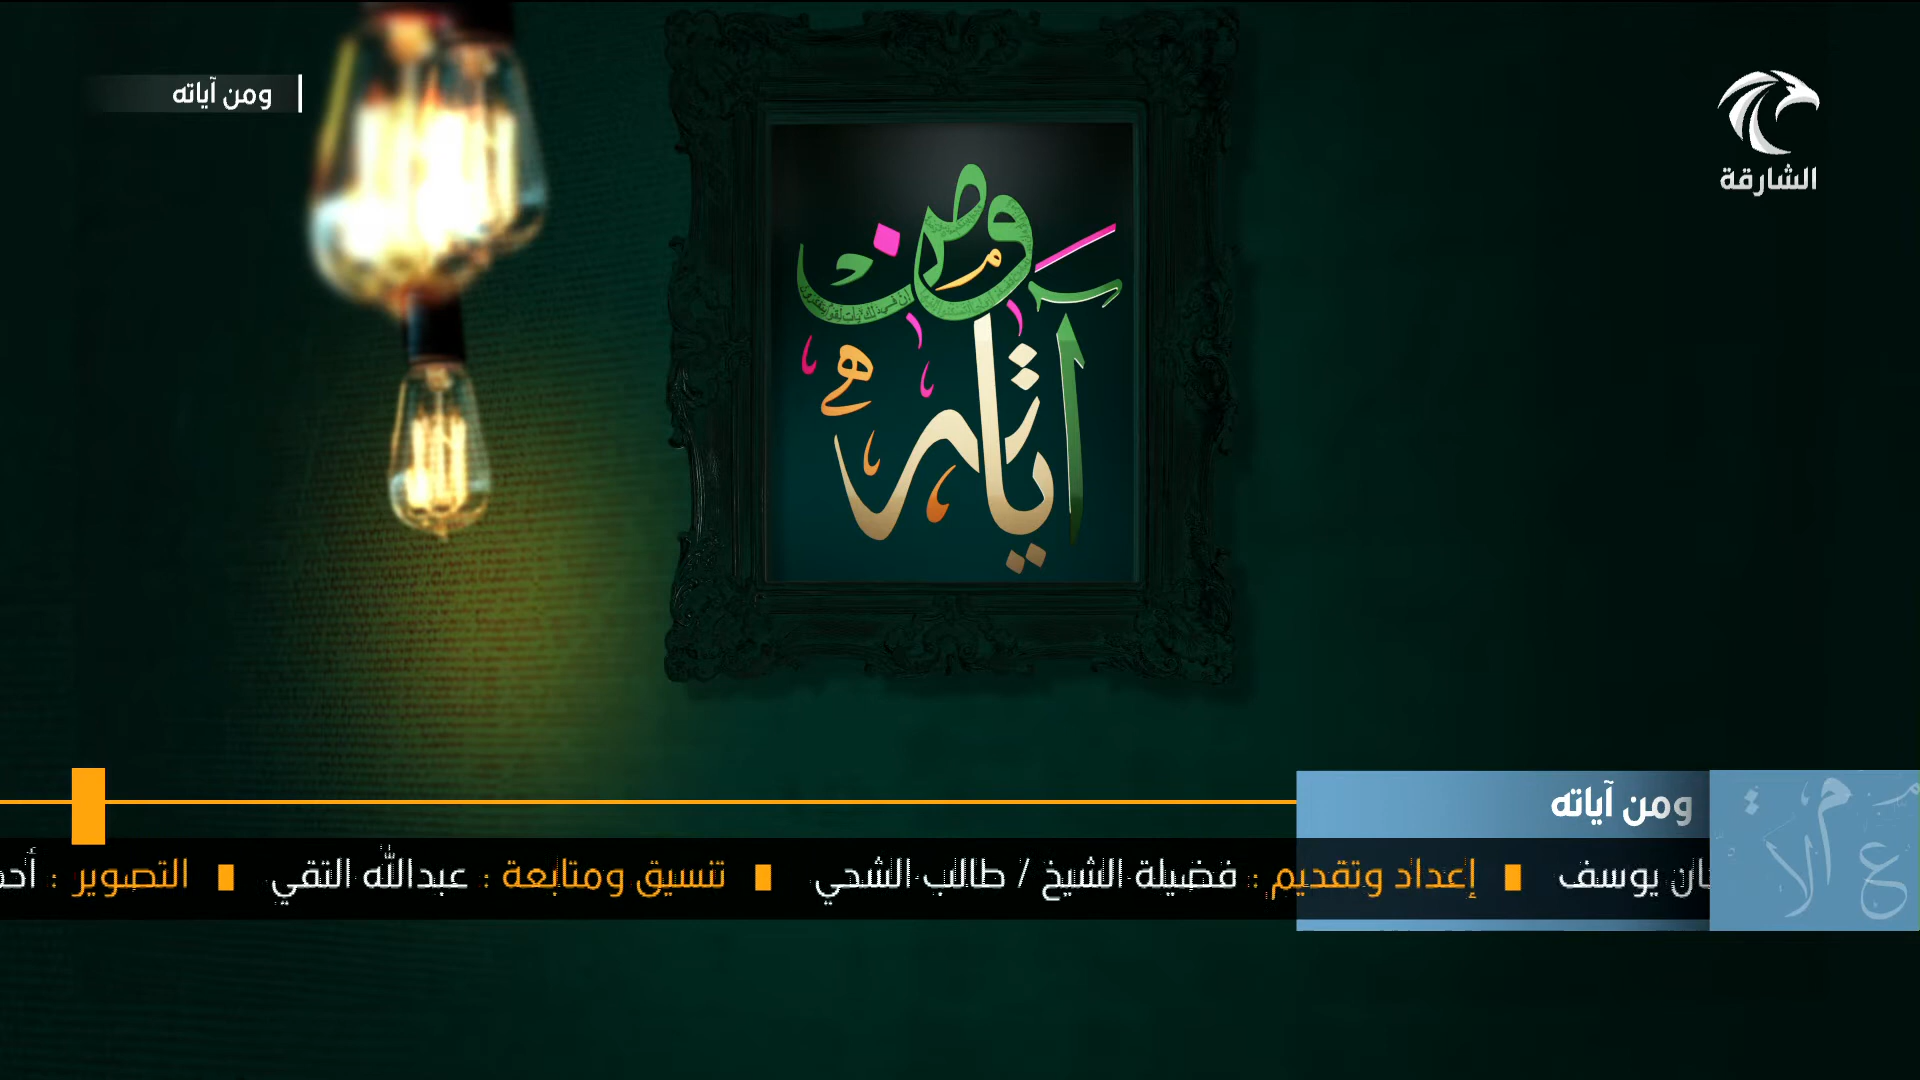 ومن آياته
الشارقة
ومن
آياته
ومن آياته
يوسف ■ إعداد وتقديم : فضيلة الشيخ / طالب الشحي ■ تنسيق ومتابعة : عبدالله التقي ■ التصوير :